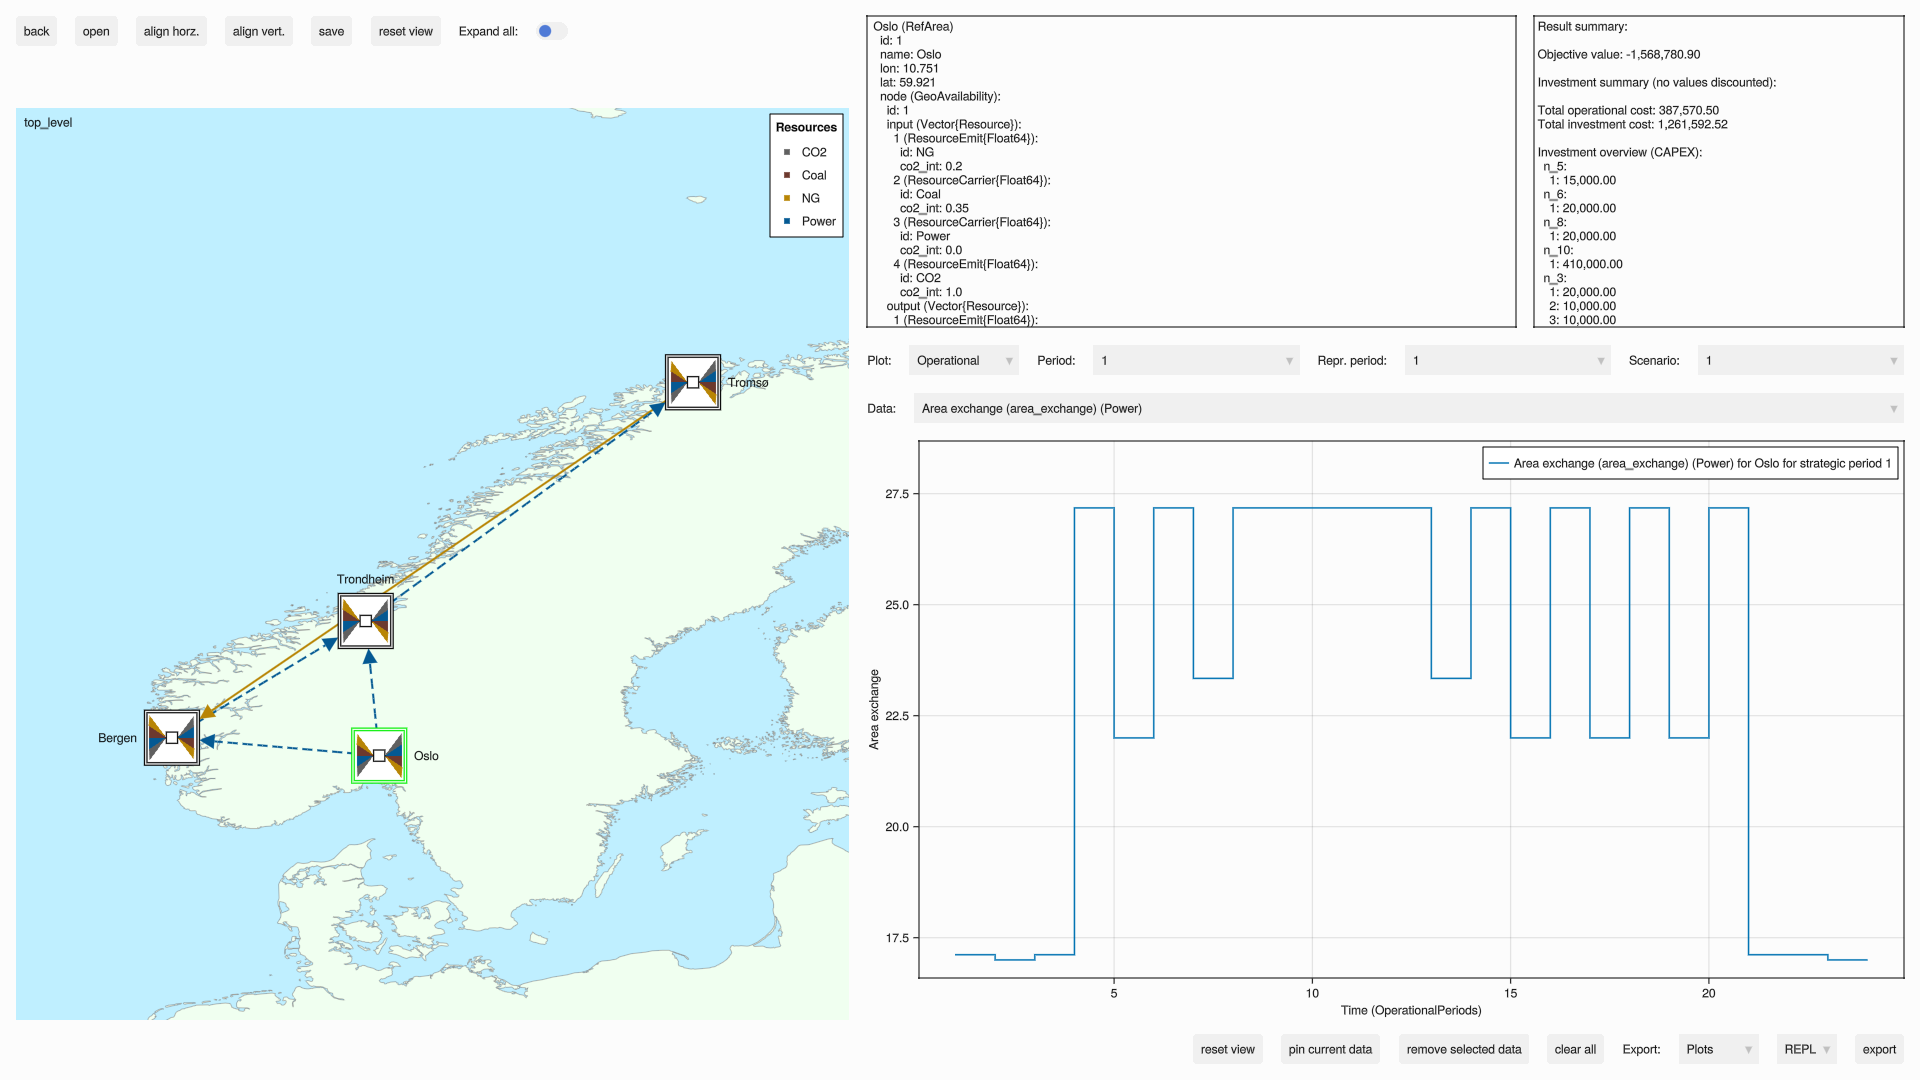 back open align horz. align vert. save reset view Expand all:
top_level
Resources
CO2
Coal
NG
Power
Tromsø
Trondheim
Bergen
Oslo
Oslo (RefArea)
id: 1
name: Oslo
lon: 10.751
lat: 59.921
node (GeoAvailability):
id: 1
input (Vector{Resource}):
1 (ResourceEmit{Float64}):
id: NG
co2_int: 0.2
2 (ResourceCarrier{Float64}):
id: Coal
co2_int: 0.35
3 (ResourceCarrier{Float64}):
id: Power
co2_int: 0.0
4 (ResourceEmit{Float64}):
id: CO2
co2_int: 1.0
output (Vector{Resource}):
1 (ResourceEmit{Float64}):
Result summary:
Objective value: -1,568,780.90
Investment summary (no values discounted):
Total operational cost: 387,570.50
Total investment cost: 1,261,592.52
Investment overview (CAPEX):
n_5:
1: 15,000.00
n_6:
1: 20,000.00
n_8:
1: 20,000.00
n_10:
1: 410,000.00
n_3:
1: 20,000.00
2: 10,000.00
3: 10,000.00
Plot: Operational Period: 1 Repr. period: 1 Scenario: 1
Data: Area exchange (area_exchange) (Power)
Area exchange (area_exchange) (Power) for Oslo for strategic period 1
27.5
25.0
22.5
20.0
17.5
Area exchange
5 10 15 20
Time (OperationalPeriods)
reset view pin current data remove selected data clear all Export: Plots REPL export